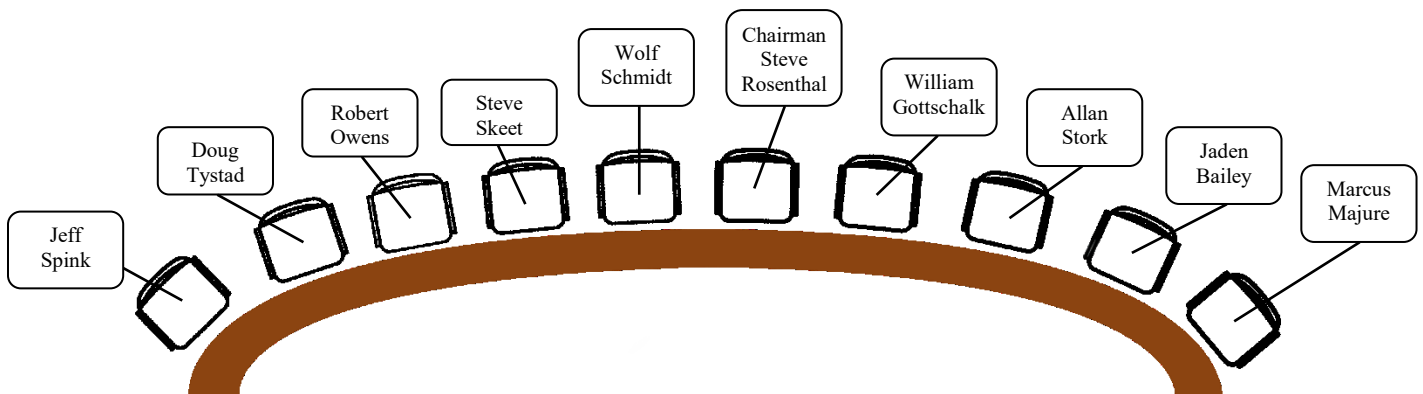 Jeff
Spink
Doug
Tystad
Robert
Owens
Steve
Skeet
Wolf
Schmidt
Chairman
Steve
Rosenthal
William
Gottschalk
Allan
Stork
Jaden
Bailey
Marcus
Majure